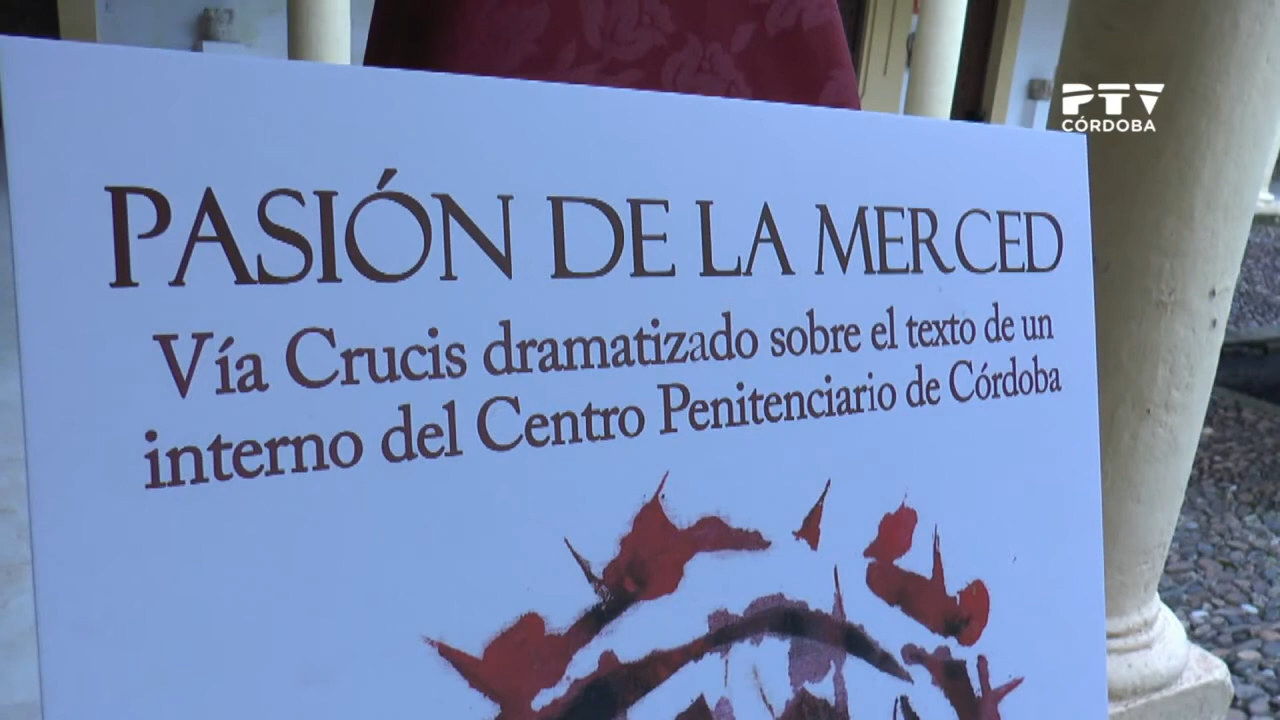 PTV
CÓRDOBA
PASIÓN DE LA MERCED
Vía Crucis dramatizado sobre el texto de un
interno del Centro Penitenciario de Córdoba